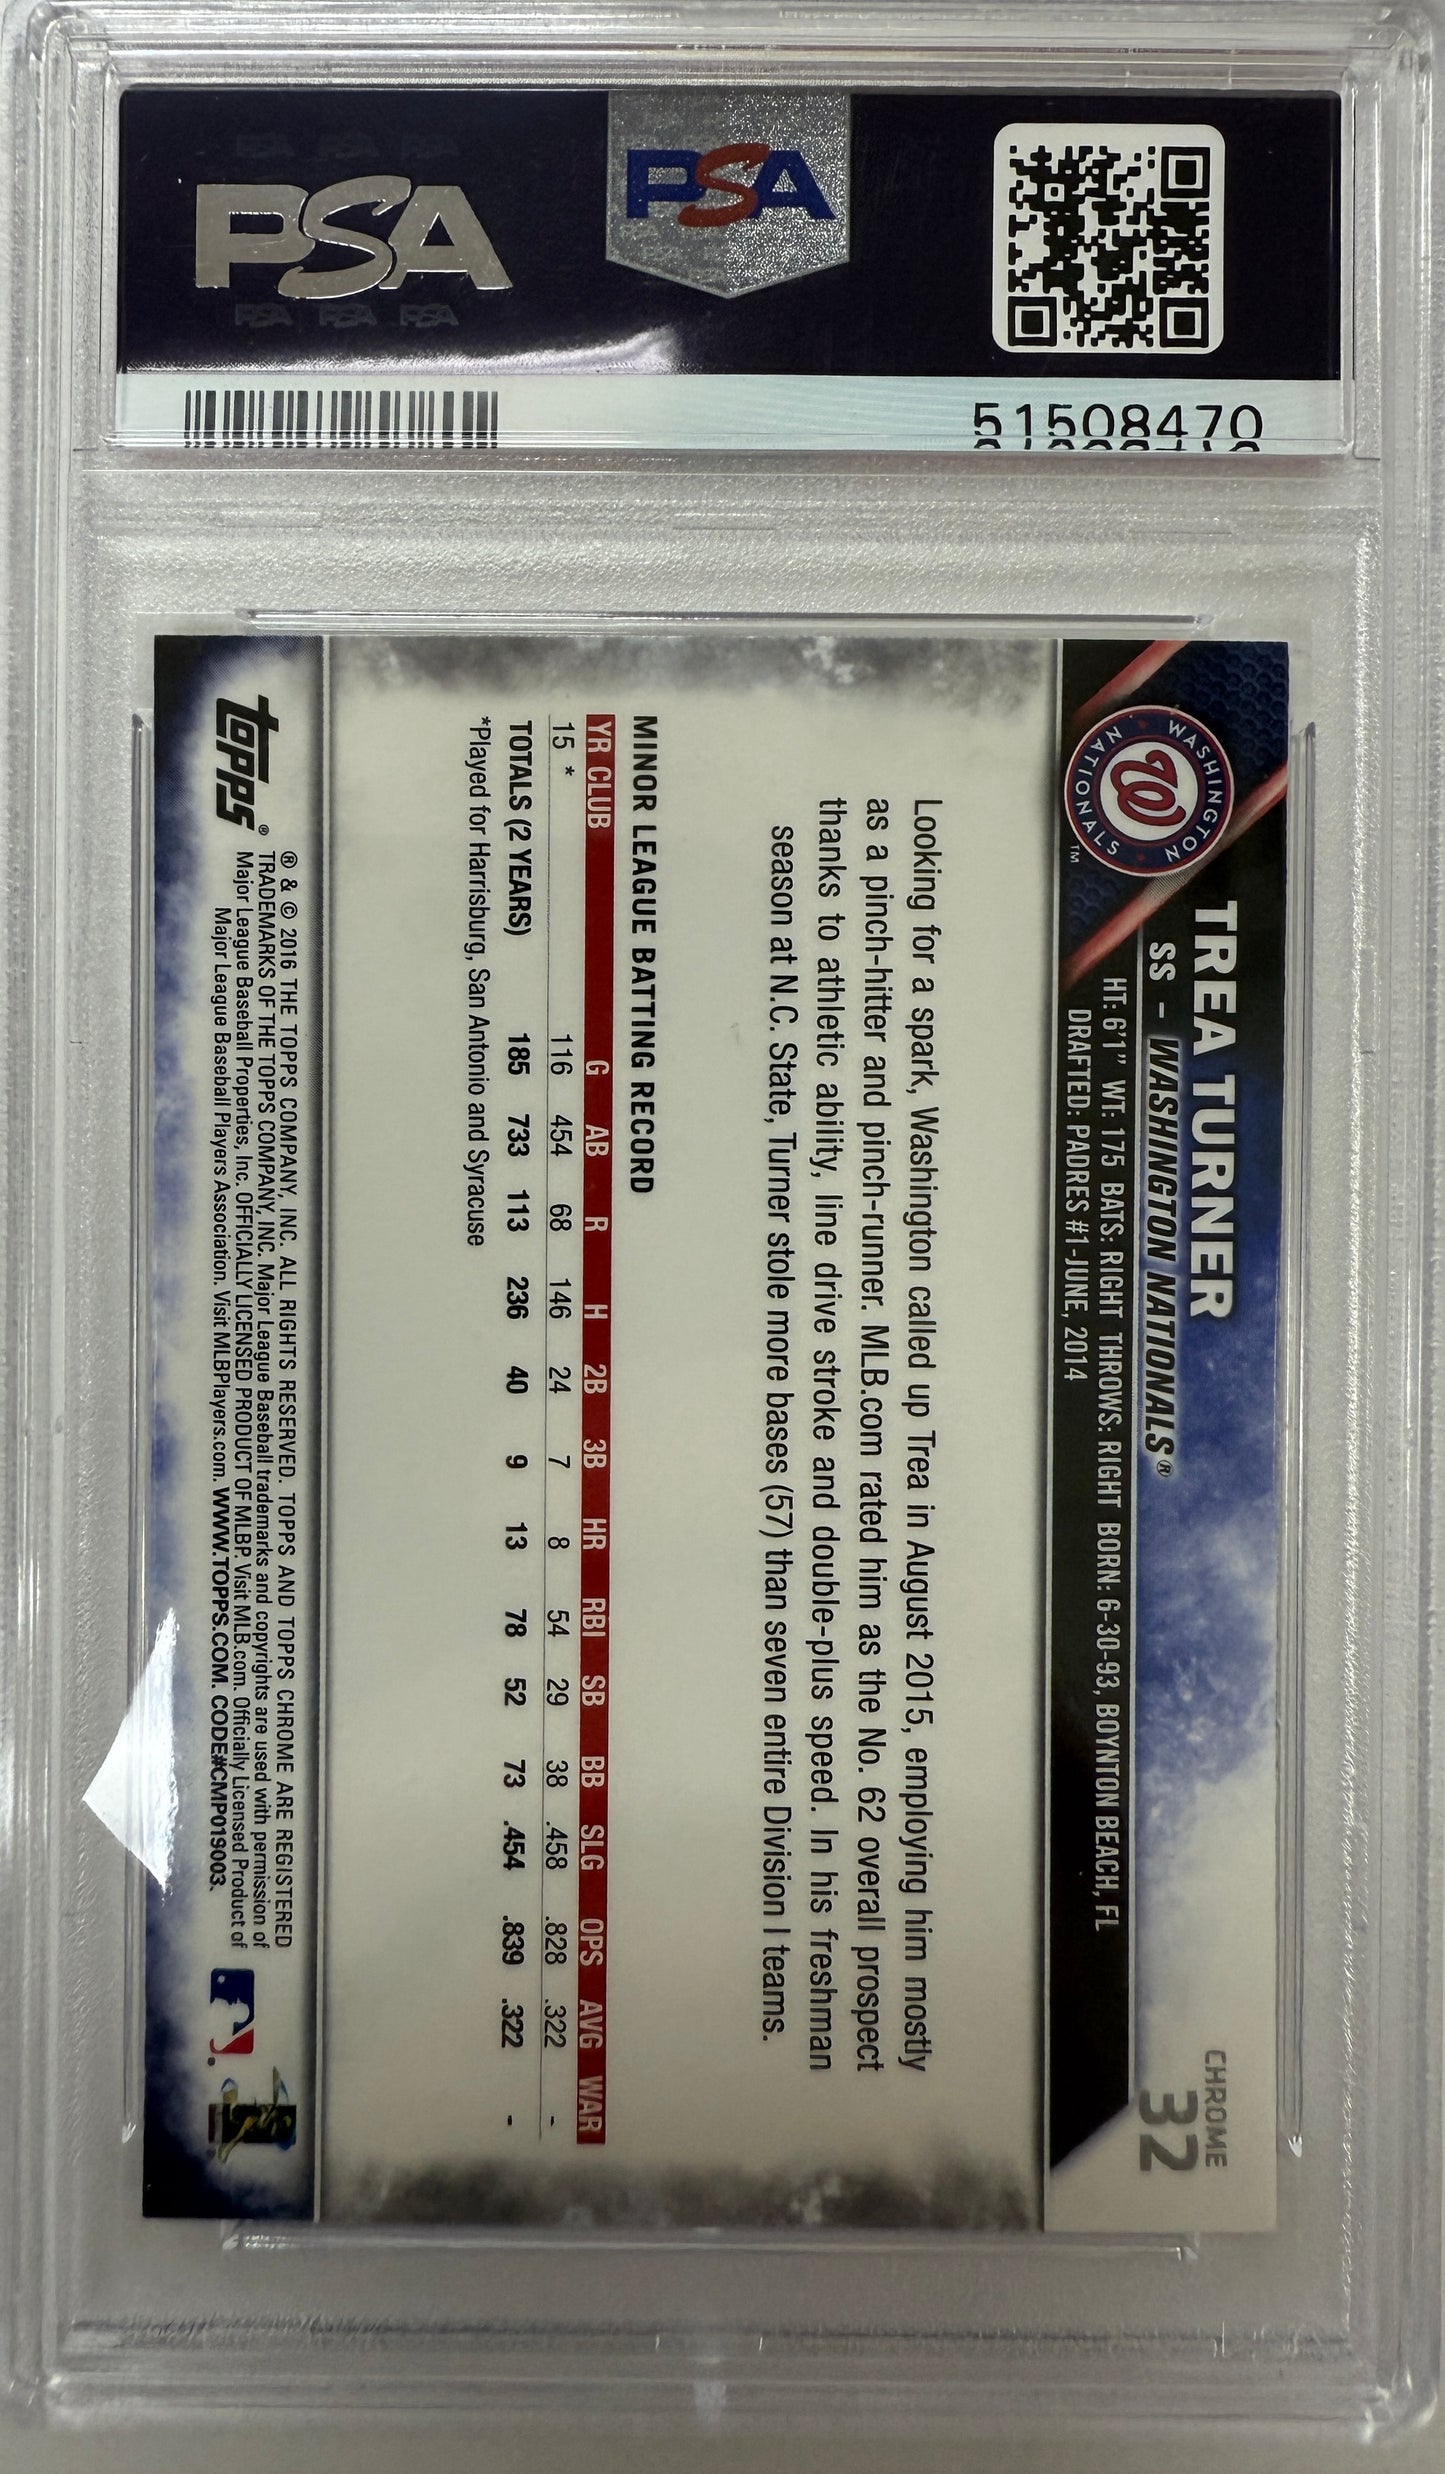 PSA
PSA
51508470
CHROME
32
TREA TURNER
SS - WASHINGTON NATIONALS®
HT: 6'1" WT: 175 BATS: RIGHT THROWS: RIGHT BORN: 6-30-93, BOYNTON BEACH, FL
DRAFTED: PADRES #1-JUNE, 2014
WASHINGTON
NATIONALS
W
TM
Looking for a spark, Washington called up Trea in August 2015, employing him mostly
as a pinch-hitter and pinch-runner. MLB.com rated him as the No. 62 overall prospect
thanks to athletic ability, line drive stroke and double-plus speed. In his freshman
season at N.C. State, Turner stole more bases (57) than seven entire Division I teams.
MINOR LEAGUE BATTING RECORD
YR CLUB G AB R H 2B 3B HR RBI SB BB SLG OPS AVG WAR
15 * 116 454 68 146 24 7 8 54 29 38 .458 .828 .322 -
TOTALS (2 YEARS) 185 733 113 236 40 9 13 78 52 73 .454 .839 .322 -
*Played for Harrisburg, San Antonio and Syracuse
topps®
® & © 2016 THE TOPPS COMPANY, INC. ALL RIGHTS RESERVED. TOPPS AND TOPPS CHROME ARE REGISTERED
TRADEMARKS OF THE TOPPS COMPANY, INC. Major League Baseball trademarks and copyrights are used with permission of
Major League Baseball Properties, Inc. OFFICIALLY LICENSED PRODUCT OF MLBP. Visit MLB.com. Officially Licensed Product of
Major League Baseball Players Association. Visit MLBPlayers.com. WWW.TOPPS.COM. CODE#CMP019003.